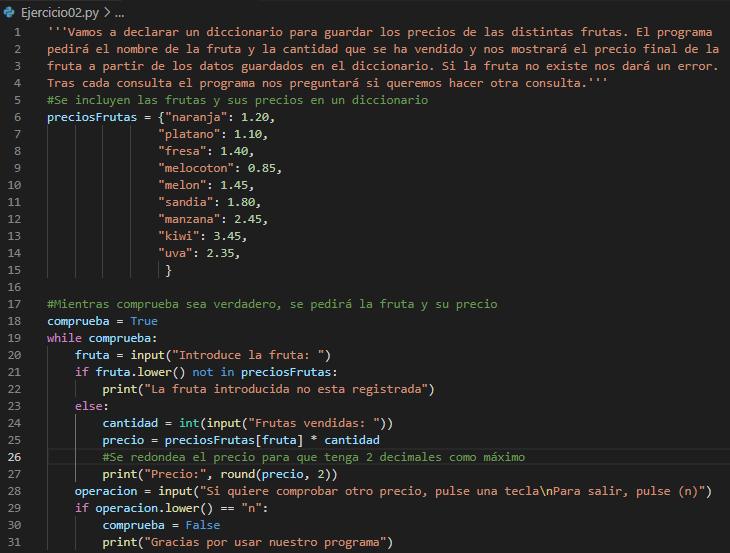 Ejercicio02.py > ...
1 '''Vamos a declarar un diccionario para guardar los precios de las distintas frutas. El programa
2 pedirá el nombre de la fruta y la cantidad que se ha vendido y nos mostrará el precio final de la
3 fruta a partir de los datos guardados en el diccionario. Si la fruta no existe nos dará un error.
4 Tras cada consulta el programa nos preguntará si queremos hacer otra consulta.'''
5 #Se incluyen las frutas y sus precios en un diccionario
6 preciosFrutas = {"naranja": 1.20,
7                 "platano": 1.10,
8                 "fresa": 1.40,
9                 "melocoton": 0.85,
10                 "melon": 1.45,
11                 "sandia": 1.80,
12                 "manzana": 2.45,
13                 "kiwi": 3.45,
14                 "uva": 2.35,
15                  }
16
17 #Mientras comprueba sea verdadero, se pedirá la fruta y su precio
18 comprueba = True
19 while comprueba:
20     fruta = input("Introduce la fruta: ")
21     if fruta.lower() not in preciosFrutas:
22         print("La fruta introducida no esta registrada")
23     else:
24         cantidad = int(input("Frutas vendidas: "))
25         precio = preciosFrutas[fruta] * cantidad
26         #Se redondea el precio para que tenga 2 decimales como máximo
27         print("Precio:", round(precio, 2))
28     operacion = input("Si quiere comprobar otro precio, pulse una tecla\nPara salir, pulse (n)")
29     if operacion.lower() == "n":
30         comprueba = False
31         print("Gracias por usar nuestro programa")